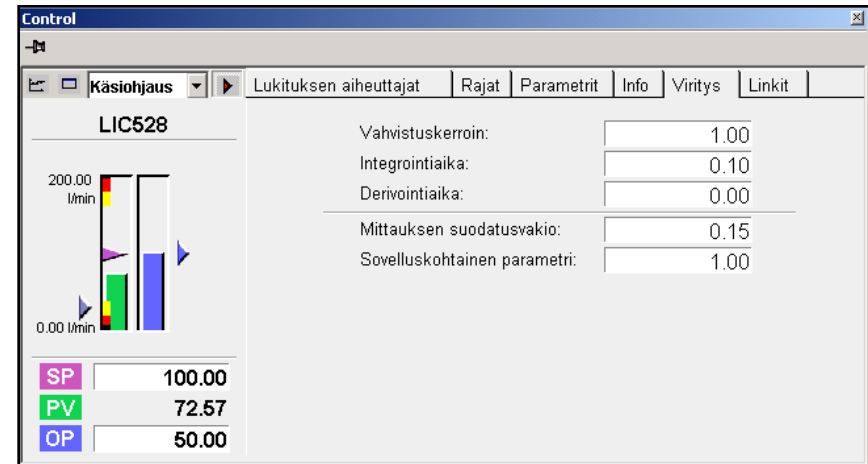 Control
Käsiohjaus
Lukituksen aiheuttajat Rajat Parametrit Info Viritys Linkit
LIC528
200.00
l/min
0.00 l/min
SP 100.00
PV 72.57
OP 50.00
Vahvistuskerroin: 1.00
Integrointiaika: 0.10
Derivointiaika: 0.00
Mittauksen suodatusvakio: 0.15
Sovelluskohtainen parametri: 1.00